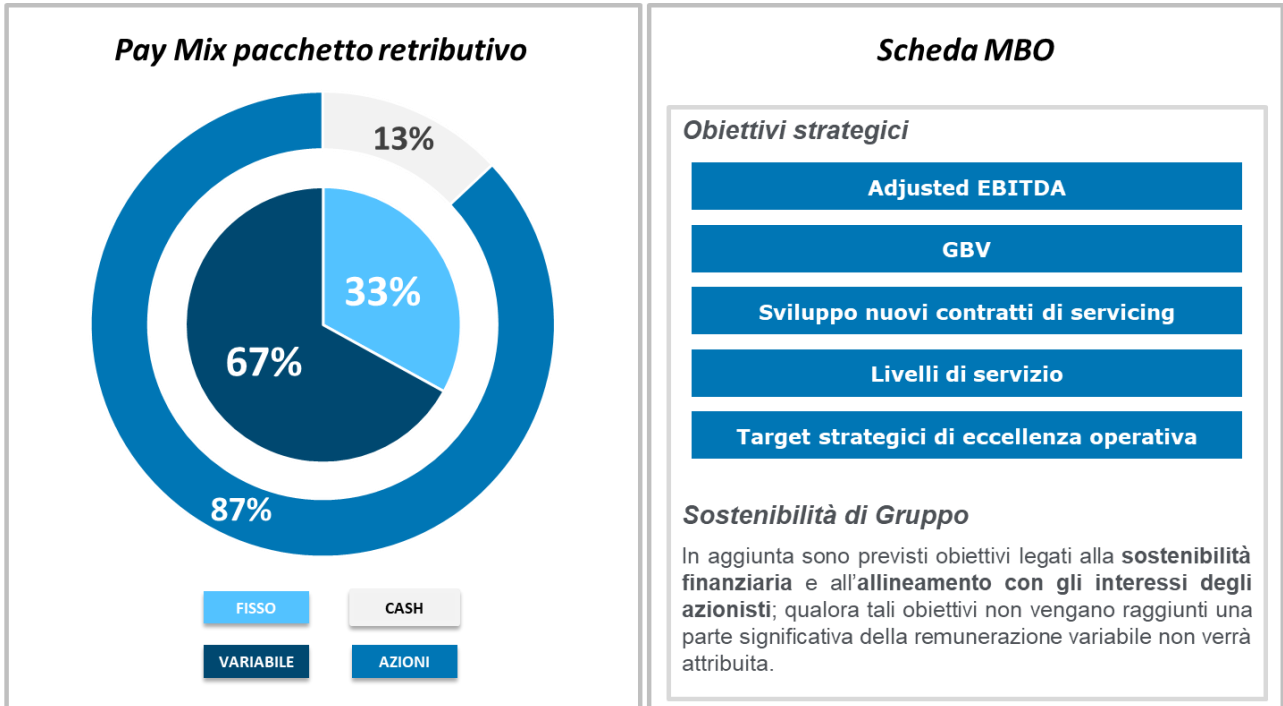 Pay Mix pacchetto retributivo
13%
33%
67%
87%
FISSO
CASH
VARIABILE
AZIONI
Scheda MBO
Obiettivi strategici
Adjusted EBITDA
GBV
Sviluppo nuovi contratti di servicing
Livelli di servizio
Target strategici di eccellenza operativa
Sostenibilità di Gruppo
In aggiunta sono previsti obiettivi legati alla sostenibilità
finanziaria e all'allineamento con gli interessi degli
azionisti; qualora tali obiettivi non vengano raggiunti una
parte significativa della remunerazione variabile non verrà
attribuita.